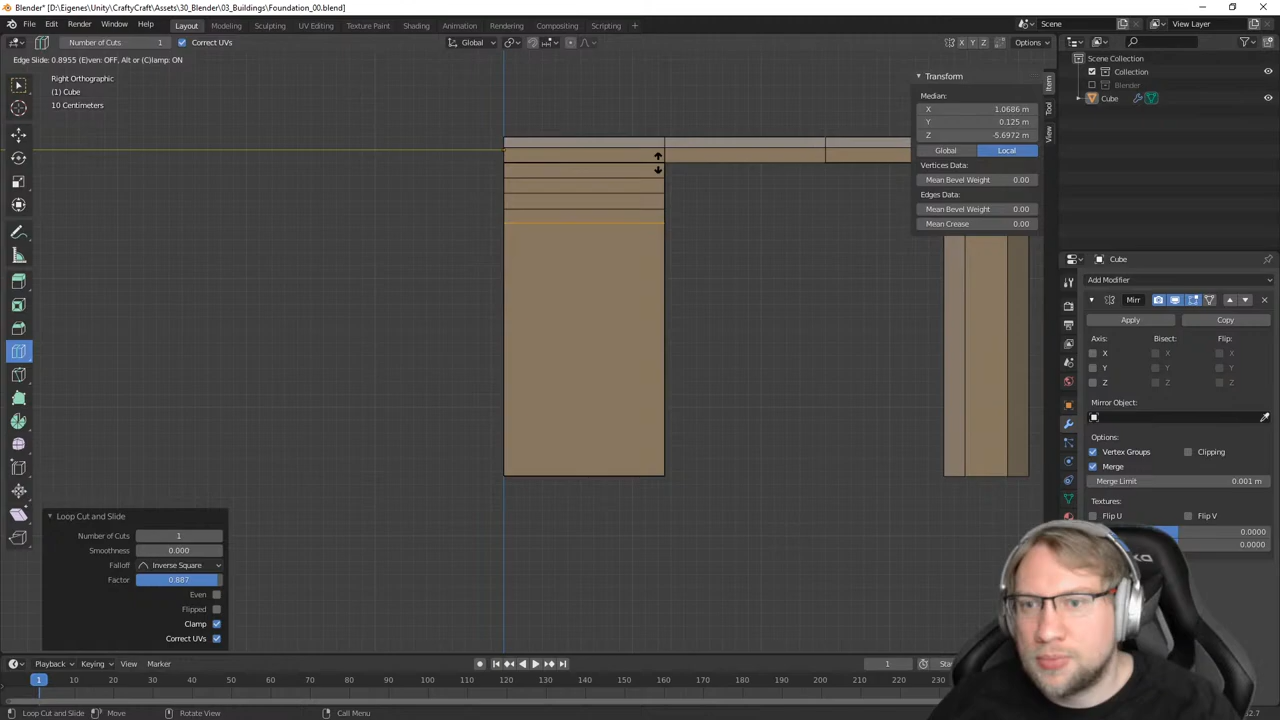 Blender* [D:\Eigenes\Unity\CraftyCraft\Assets\30_Blender\03_Buildings\Foundation_00.blend]
File Edit Render Window Help Layout Modeling Sculpting UV Editing Texture Paint Shading Animation Rendering Compositing Scripting + Scene View Layer
Number of Cuts 1 Correct UVs Global X Y Z Options
Edge Slide: 0.8955 (E)ven: OFF, Alt or (C)lamp: ON
Right Orthographic
(1) Cube
10 Centimeters
Transform
Median:
X 1.0686 m
Y 0.125 m
Z -5.6972 m
Global Local
Vertices Data:
Mean Bevel Weight 0.00
Edges Data:
Mean Bevel Weight 0.00
Mean Crease 0.00
Item
Tool
View
Scene Collection
Collection
Blender
Cube
Cube
Add Modifier
Mirr
Apply Copy
Axis: Bisect: Flip:
X X X
Y Y Y
Z Z Z
Mirror Object:
Options:
Vertex Groups Clipping
Merge
Merge Limit 0.001 m
Textures:
Flip U Flip V
0.0000
0.0000
Loop Cut and Slide
Number of Cuts 1
Smoothness 0.000
Falloff Inverse Square
Factor 0.887
Even
Flipped
Clamp
Correct UVs
Playback Keying View Marker 1
1 10 20 30 40 50 60 70 80 90 100 110 120 130 140 150 160 170 180 190 200 210 220
Loop Cut and Slide Move Rotate View Call Menu